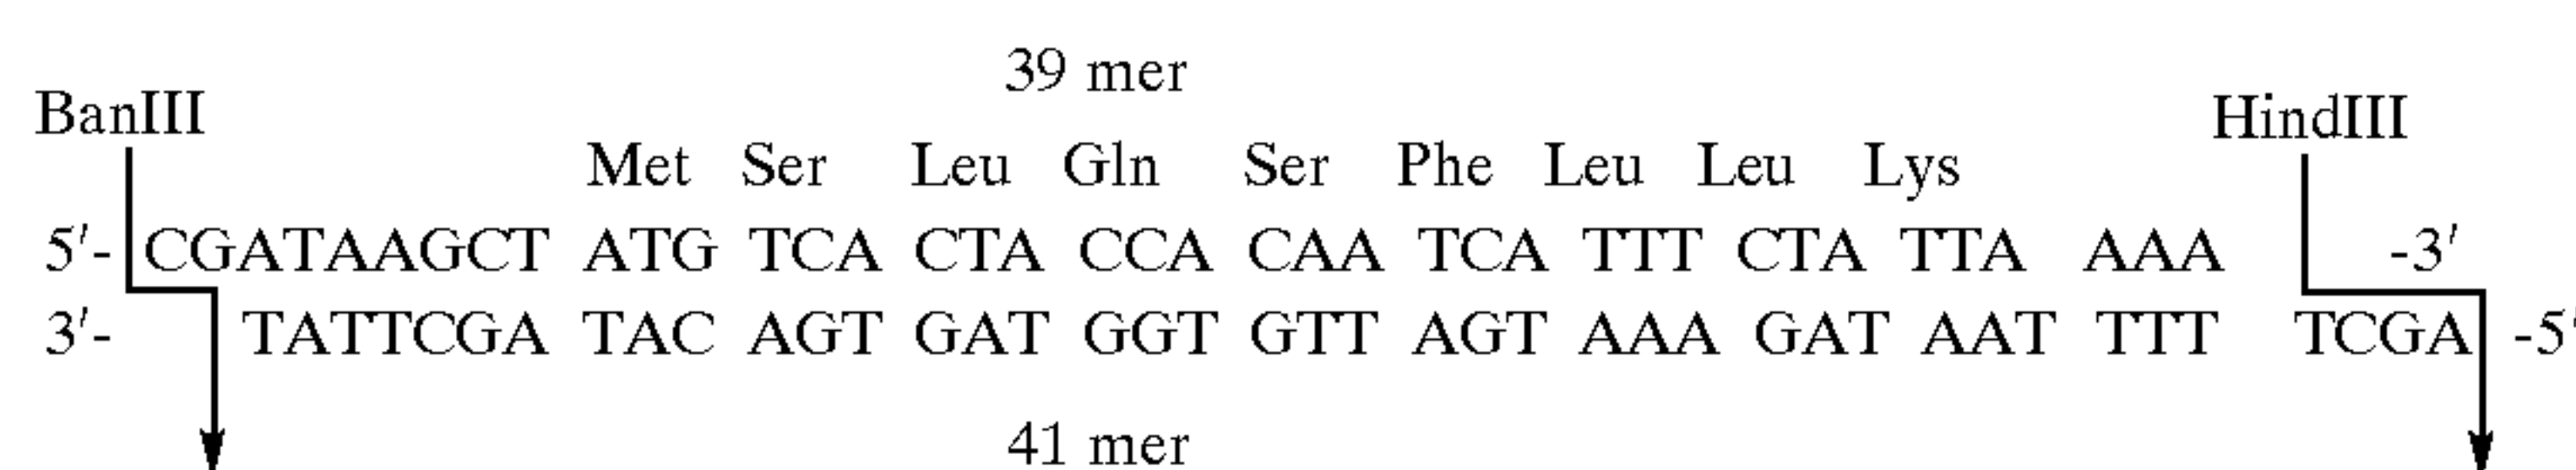 39 mer
BanIII HindIII
Met Ser Leu Gln Ser Phe Leu Leu Lys
5′- CGATAAGCT ATG TCA CTA CCA CAA TCA TTT CTA TTA AAA -3′
3′- TATTCGA TAC AGT GAT GGT GTT AGT AAA GAT AAT TTT TCGA -5′
41 mer